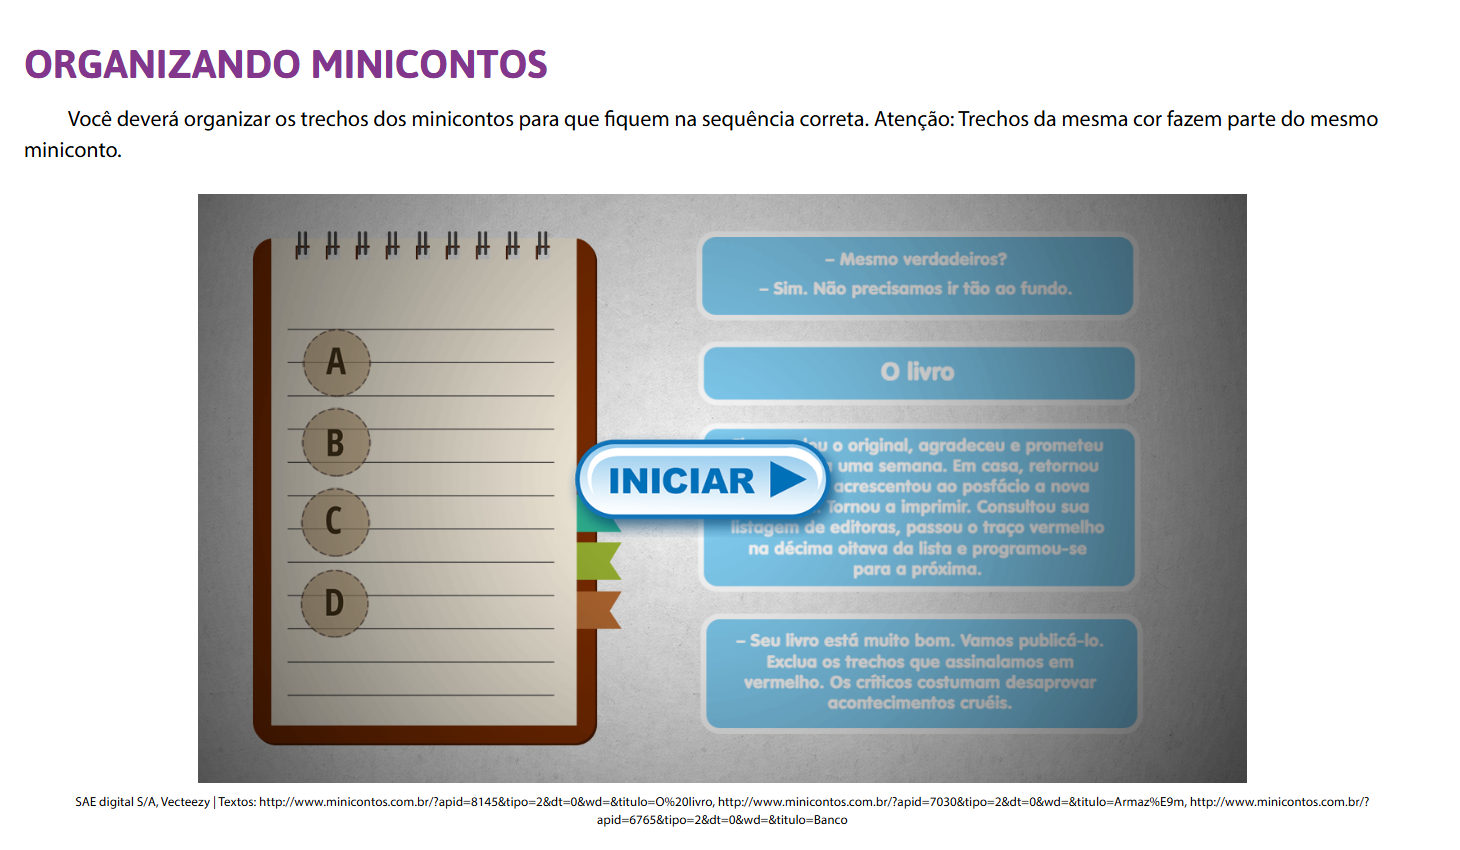 ORGANIZANDO MINICONTOS
Você deverá organizar os trechos dos minicontos para que fiquem na sequência correta. Atenção: Trechos da mesma cor fazem parte do mesmo
miniconto.
– Mesmo verdadeiros?
– Sim. Não precisamos ir tão ao fundo.
O livro
o original, agradeceu e prometeu
uma semana. Em casa, retornou
acrescentou ao posfácio a nova
Tornou a imprimir. Consultou sua
listagem de editoras, passou o traço vermelho
na décima oitava da lista e programou-se
para a próxima.
– Seu livro está muito bom. Vamos publicá-lo.
Exclua os trechos que assinalamos em
vermelho. Os críticos costumam desaprovar
acontecimentos cruéis.
A
B
C
D
INICIAR
SAE digital S/A, Vecteezy | Textos: http://www.minicontos.com.br/?apid=8145&tipo=2&dt=0&wd=&titulo=O%20livro, http://www.minicontos.com.br/?apid=7030&tipo=2&dt=0&wd=&titulo=Armaz%E9m, http://www.minicontos.com.br/?
apid=6765&tipo=2&dt=0&wd=&titulo=Banco